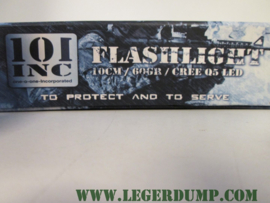 101
INC
FLASHLIGHT
10CM / 69GR / CREE Q5 LED
TO PROTECT AND TO SERVE
WWW.LEGERDUMP.COM